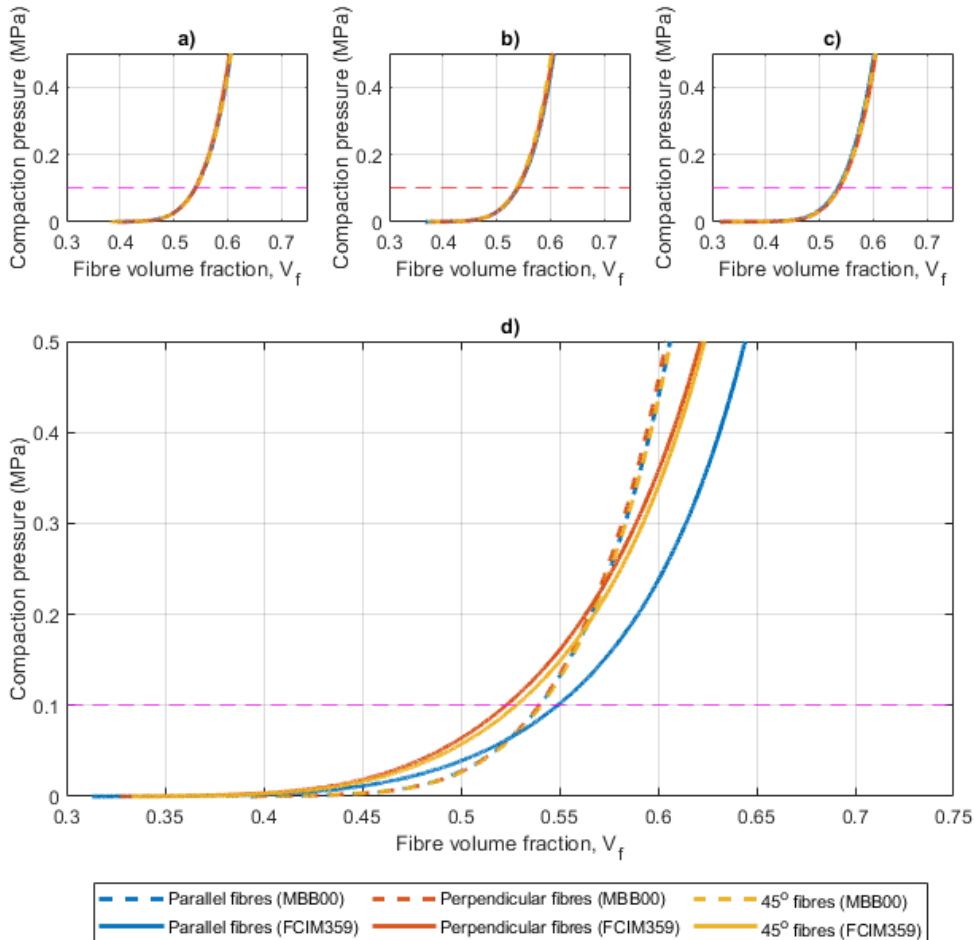 a)
Compaction pressure (MPa)
0.4
0.2
0
0.3 0.4 0.5 0.6 0.7
Fibre volume fraction, V_f
b)
Compaction pressure (MPa)
0.4
0.2
0
0.3 0.4 0.5 0.6 0.7
Fibre volume fraction, V_f
c)
Compaction pressure (MPa)
0.4
0.2
0
0.3 0.4 0.5 0.6 0.7
Fibre volume fraction, V_f
d)
Compaction pressure (MPa)
0.5
0.4
0.3
0.2
0.1
0
0.3 0.35 0.4 0.45 0.5 0.55 0.6 0.65 0.7 0.75
Fibre volume fraction, V_f
Parallel fibres (MBB00) Perpendicular fibres (MBB00) 45° fibres (MBB00)
Parallel fibres (FCIM359) Perpendicular fibres (FCIM359) 45° fibres (FCIM359)